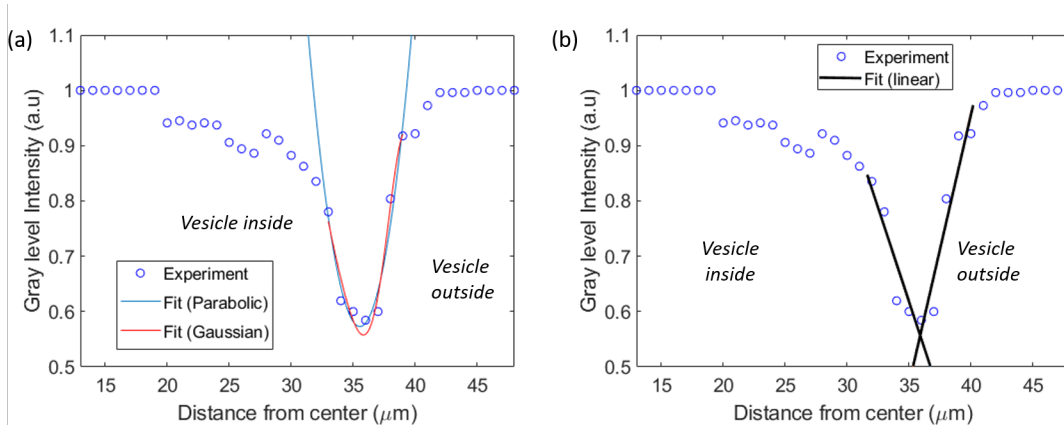 (a)
1.1
1
0.9
0.8
0.7
0.6
0.5
Gray level Intensity (a.u)
Vesicle inside
Vesicle
outside
Experiment
Fit (Parabolic)
Fit (Gaussian)
15 20 25 30 35 40 45
Distance from center (μm)
(b)
1.1
1
0.9
0.8
0.7
0.6
0.5
Gray level Intensity (a.u)
Experiment
Fit (linear)
Vesicle
inside
Vesicle
outside
15 20 25 30 35 40 45
Distance from center (μm)